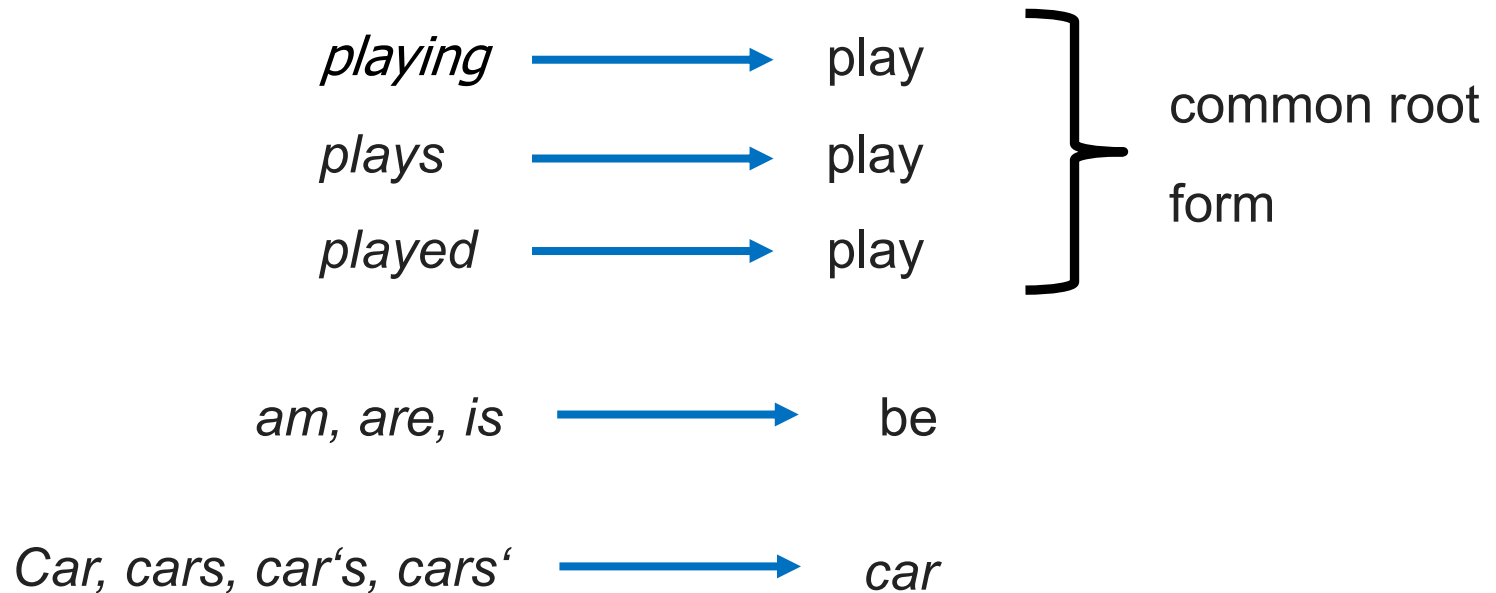 playing play
plays play
played play
common root
form
am, are, is be
Car, cars, car‘s, cars‘ car